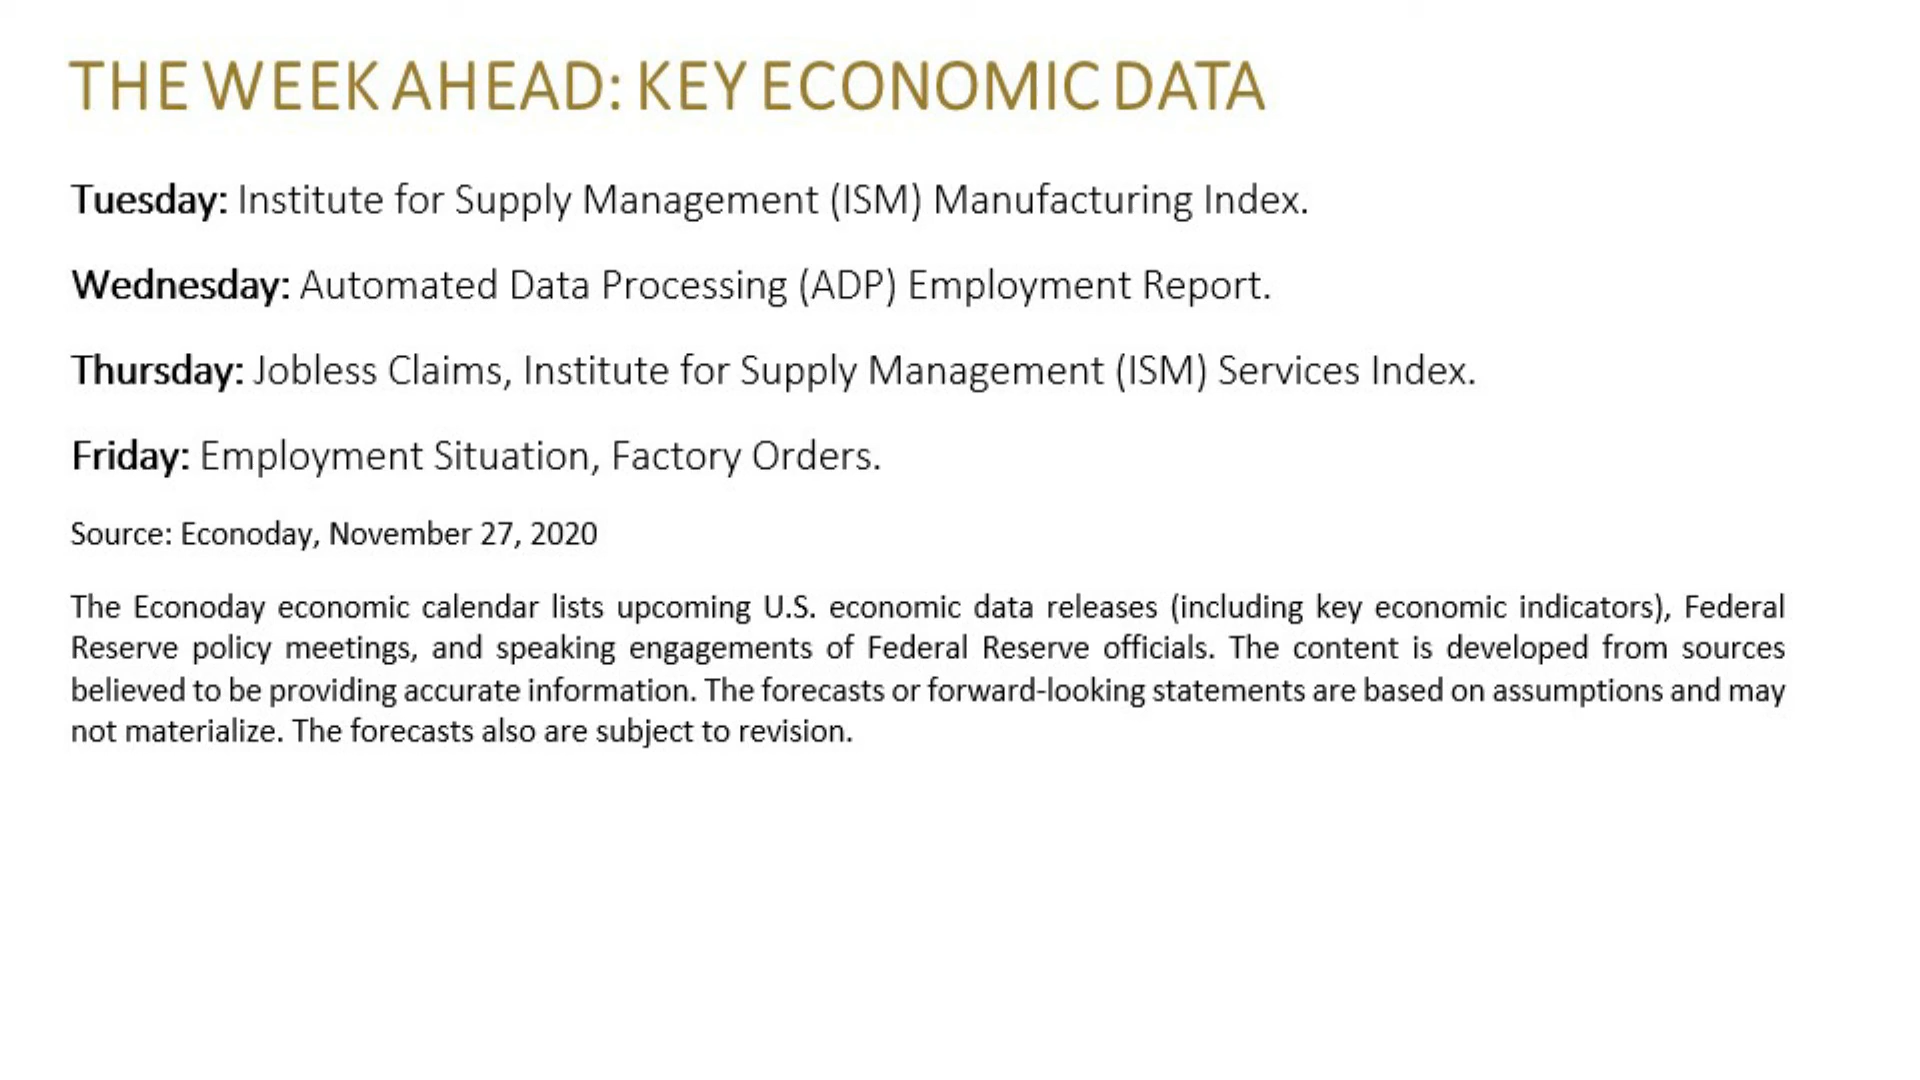 THE WEEK AHEAD: KEY ECONOMIC DATA
Tuesday: Institute for Supply Management (ISM) Manufacturing Index.
Wednesday: Automated Data Processing (ADP) Employment Report.
Thursday: Jobless Claims, Institute for Supply Management (ISM) Services Index.
Friday: Employment Situation, Factory Orders.
Source: Econoday, November 27, 2020
The Econoday economic calendar lists upcoming U.S. economic data releases (including key economic indicators), Federal
Reserve policy meetings, and speaking engagements of Federal Reserve officials. The content is developed from sources
believed to be providing accurate information. The forecasts or forward-looking statements are based on assumptions and may
not materialize. The forecasts also are subject to revision.